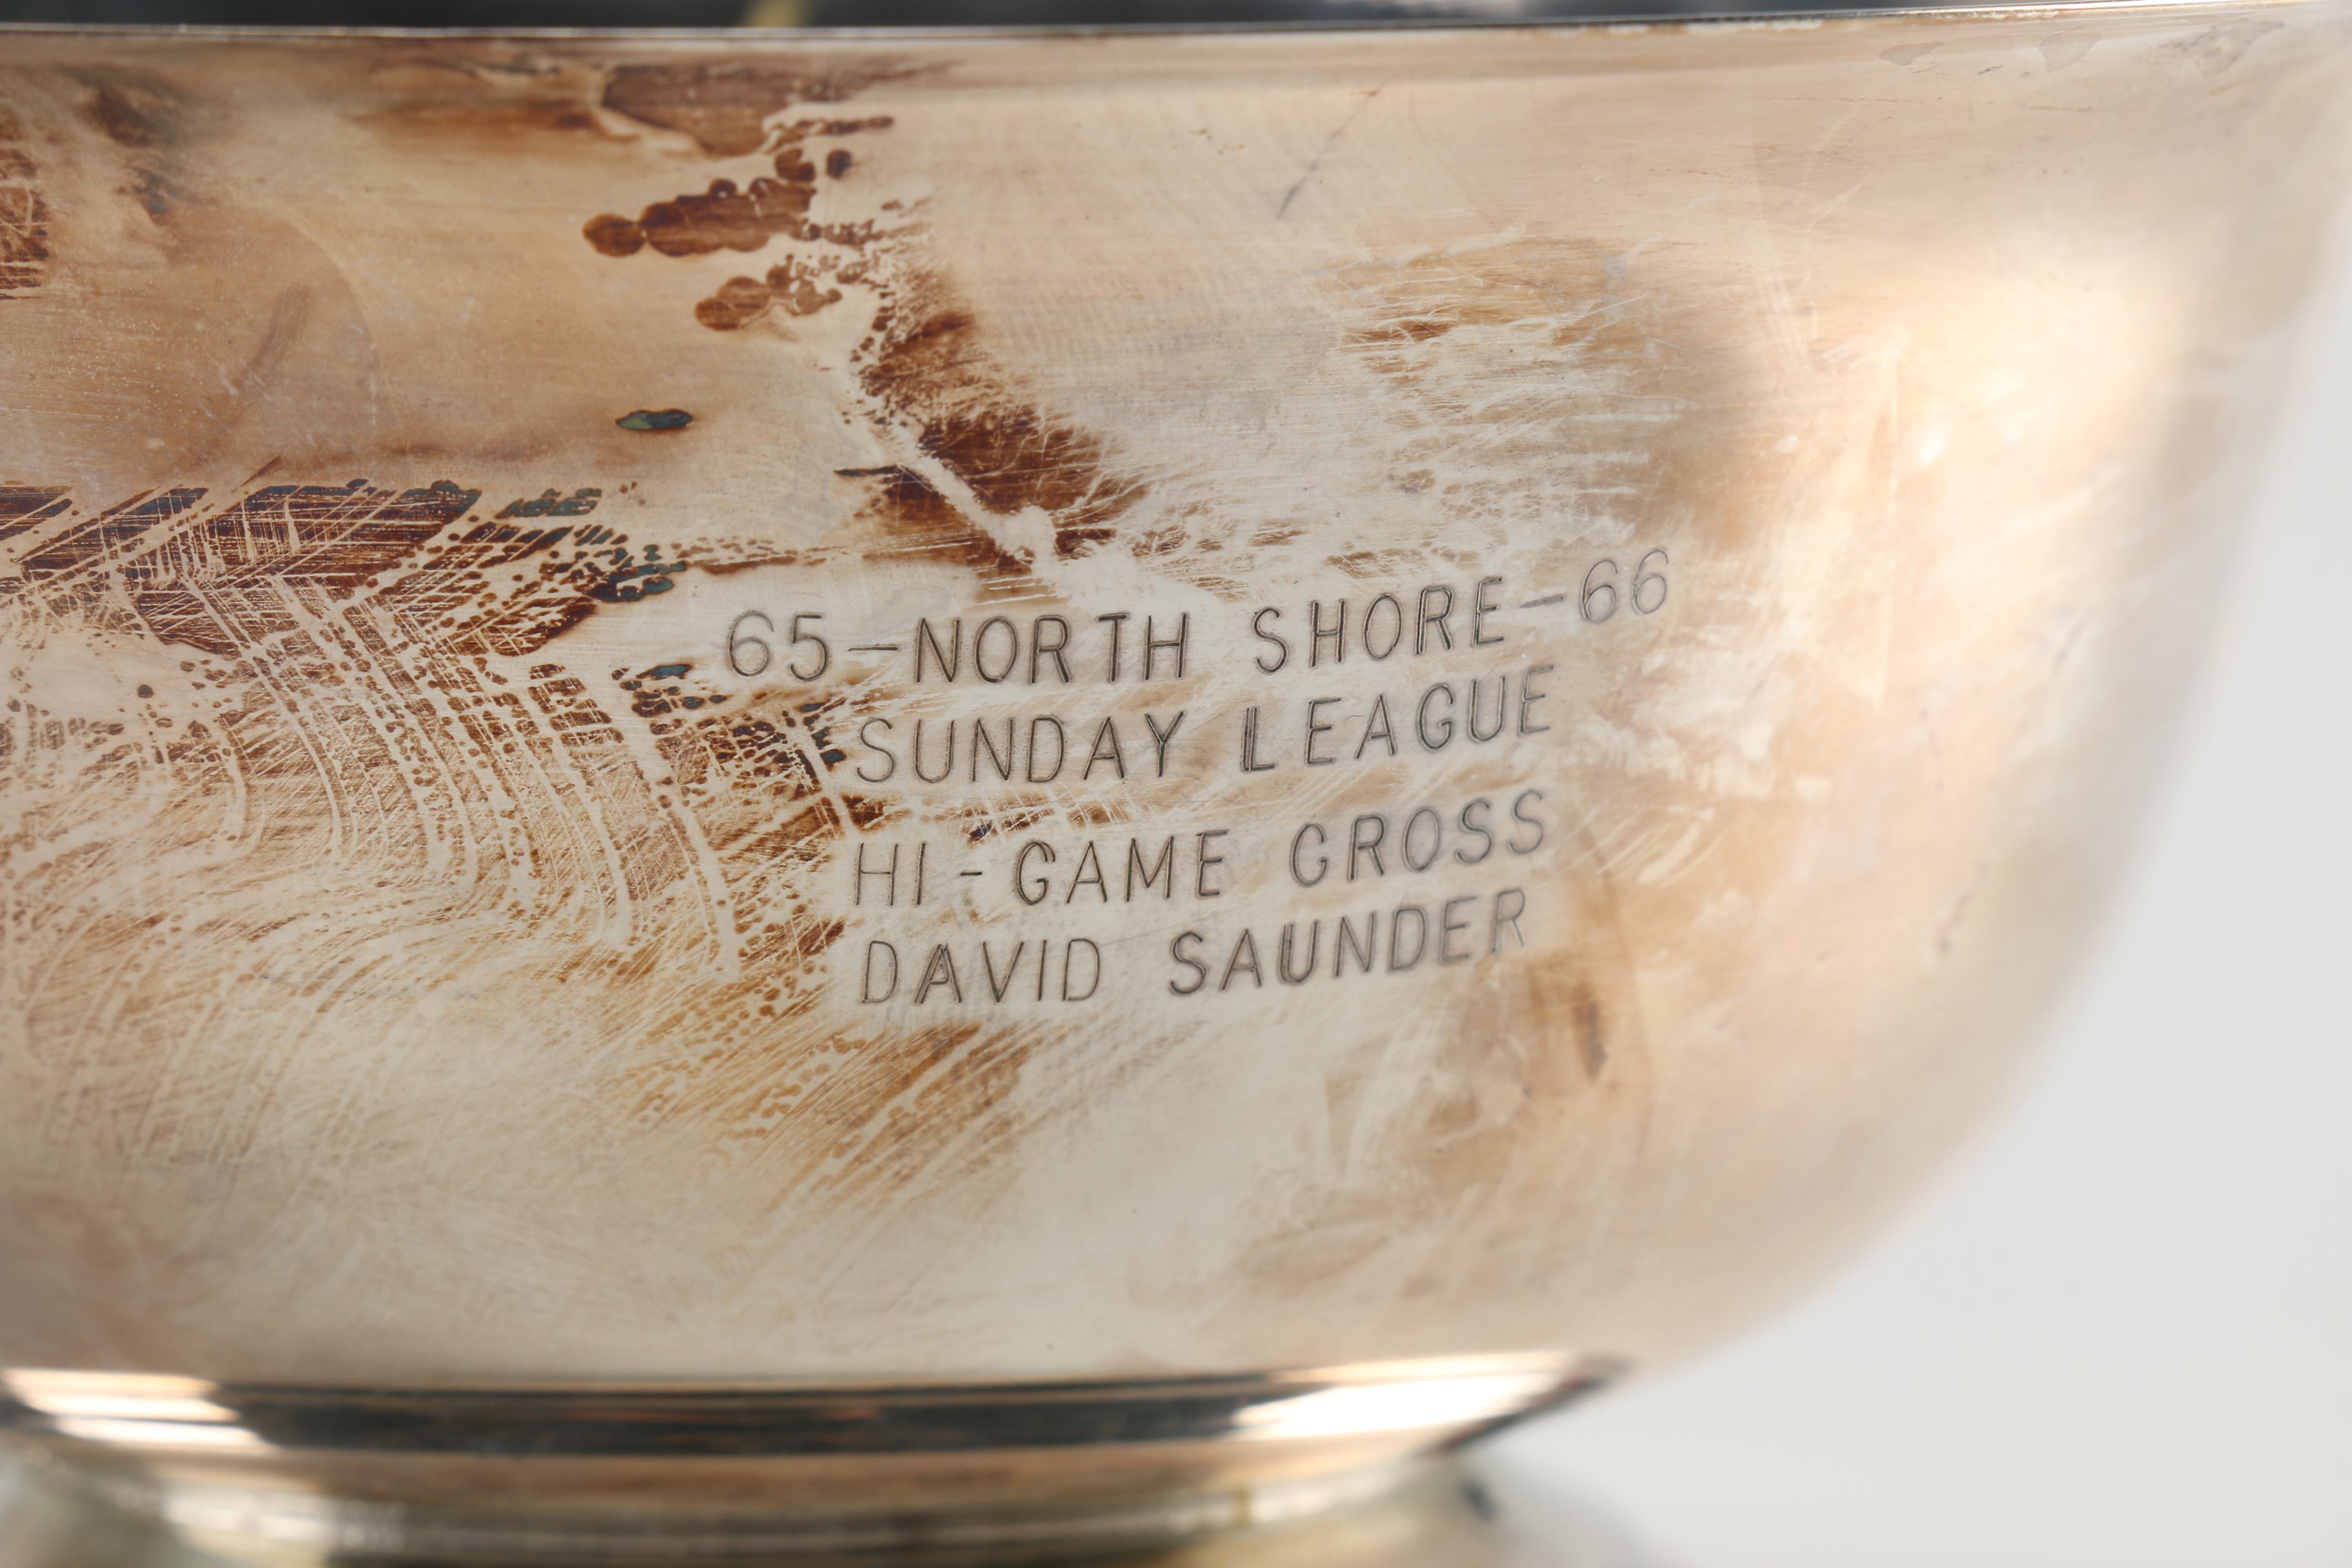 65-NORTH SHORE-66
SUNDAY LEAGUE
HI-GAME GROSS
DAVID SAUNDER